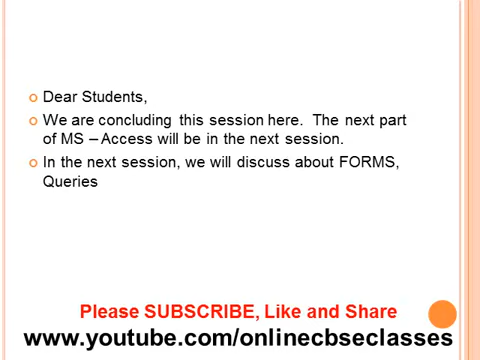 Dear Students,
We are concluding this session here. The next part
of MS – Access will be in the next session.
In the next session, we will discuss about FORMS,
Queries
Please SUBSCRIBE, Like and Share
www.youtube.com/onlinecbseclasses